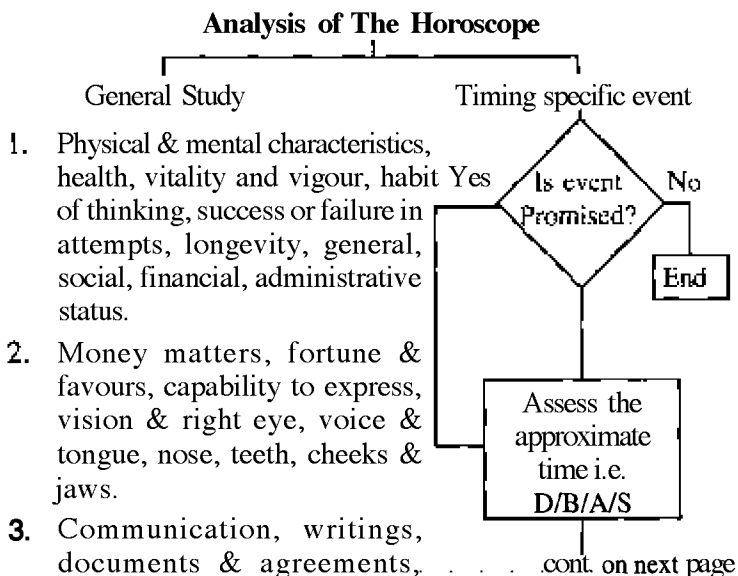 Analysis of The Horoscope
General Study
Timing specific event
1. Physical & mental characteristics,
health, vitality and vigour, habit
of thinking, success or failure in
attempts, longevity, general,
social, financial, administrative
status.
2. Money matters, fortune &
favours, capability to express,
vision & right eye, voice &
tongue, nose, teeth, cheeks &
jaws.
3. Communication, writings,
documents & agreements,
Yes
Is event
Promised?
No
End
Assess the
approximate
time i.e.
D/B/A/S
. . . .cont. on next page